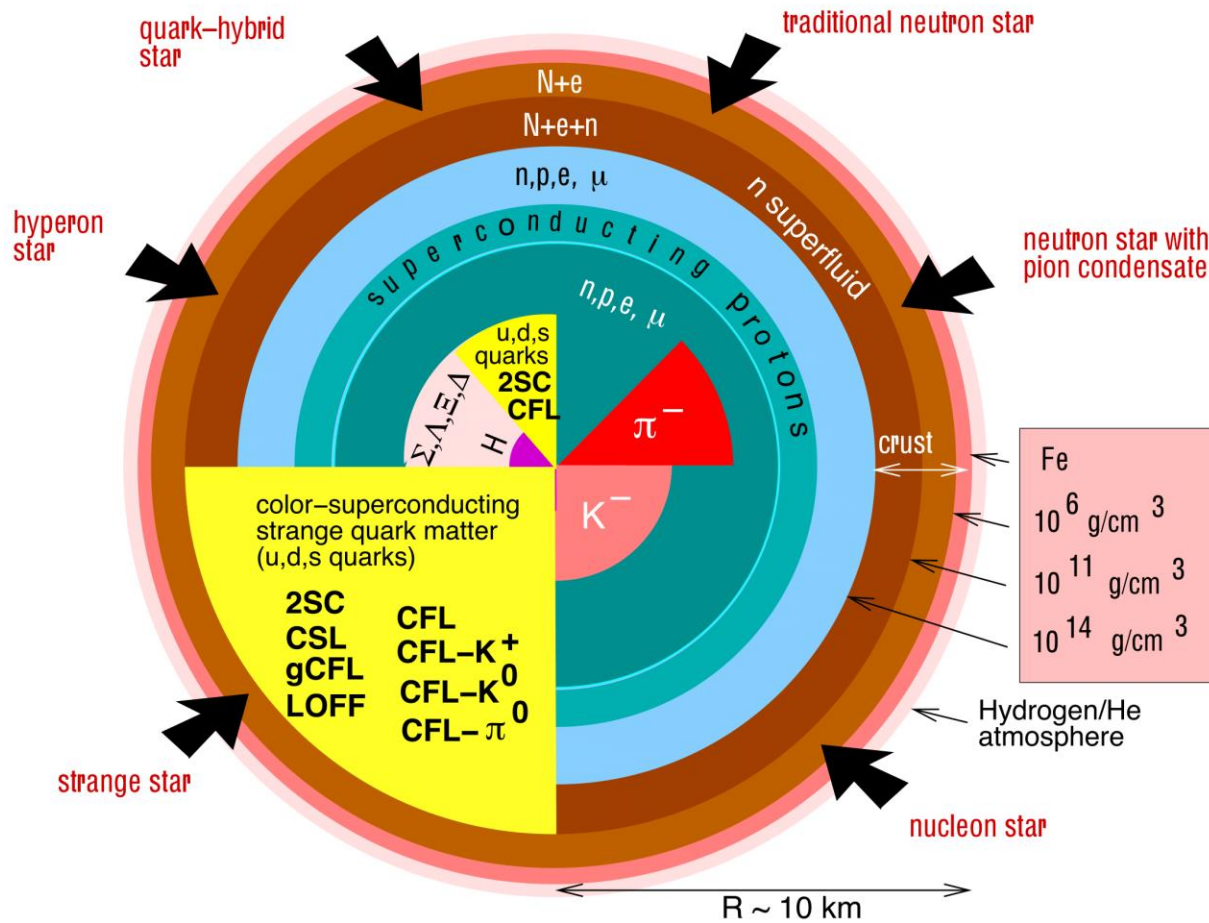 quark–hybrid
star
traditional neutron star
N+e
N+e+n
n,p,e, μ
n superfluid
hyperon
star
neutron star with
pion condensate
superconducting protons
n,p,e, μ
u,d,s
quarks
2SC
CFL
Σ,Λ,Ξ,Δ
H
π⁻
crust
K⁻
Fe
10⁶ g/cm³
10¹¹ g/cm³
10¹⁴ g/cm³
color–superconducting
strange quark matter
(u,d,s quarks)
2SC
CSL
gCFL
LOFF
CFL
CFL–K⁺
CFL–K⁰
CFL–π⁰
Hydrogen/He
atmosphere
strange star
nucleon star
R ~ 10 km